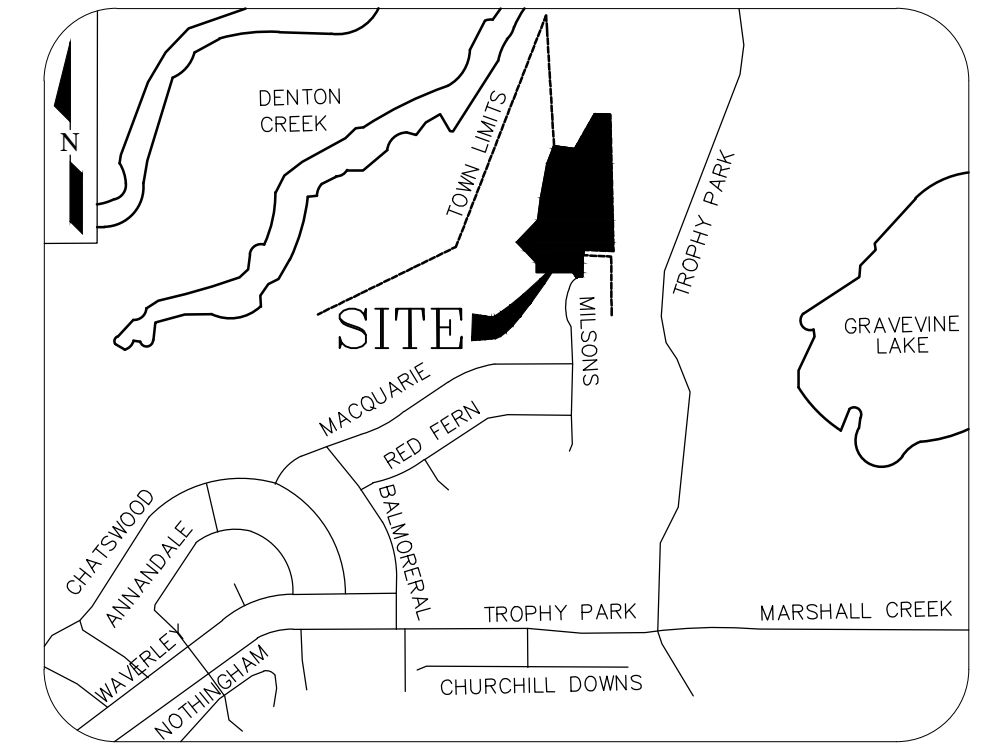 DENTON
CREEK
N
TOWN LIMITS
TROPHY PARK
SITE
MILSONS
GRAVEVINE
LAKE
MACQUARIE
RED FERN
CHATSWOOD
ANNANDALE
BALMORERAL
TROPHY PARK
MARSHALL CREEK
WAVERLEY
NOTHINGHAM
CHURCHILL DOWNS